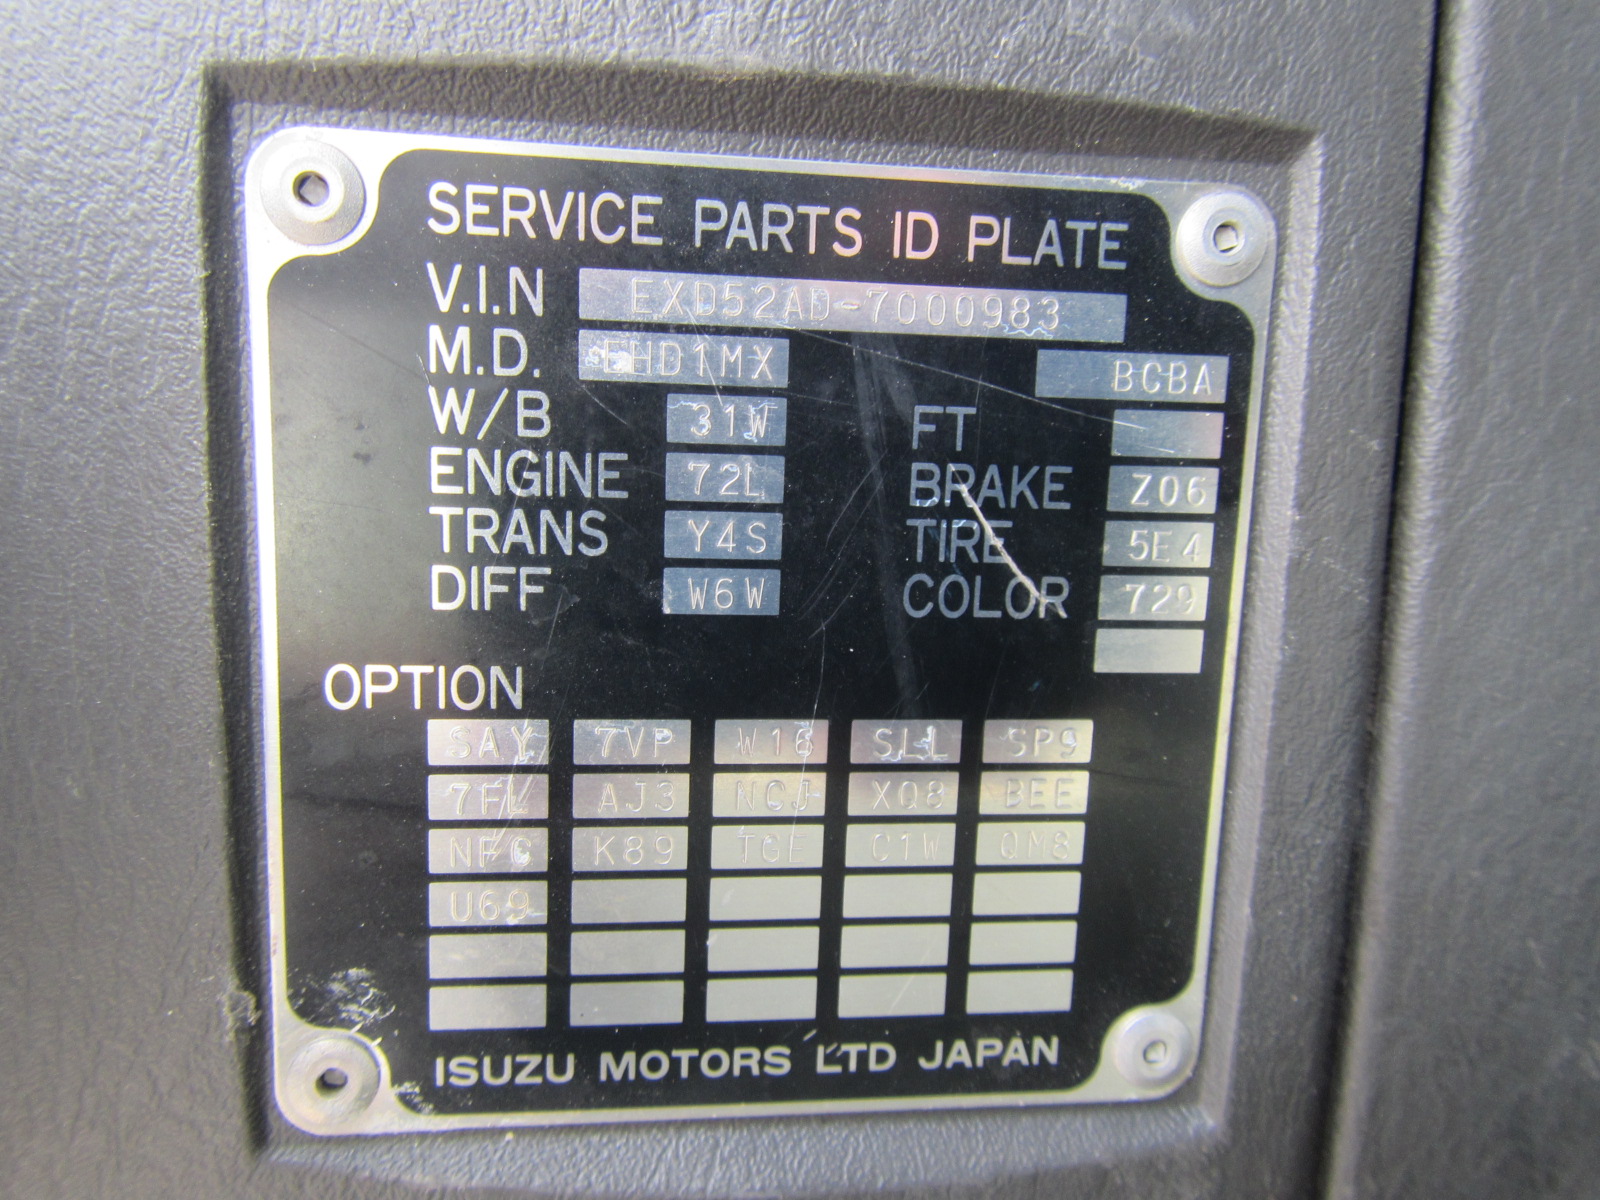 SERVICE PARTS ID PLATE
V.I.N EXD52AD-7000983
M.D. EHD1MX BCBA
W/B 31W FT
ENGINE 72L BRAKE Z06
TRANS Y4S TIRE 5E4
DIFF W6W COLOR 729
OPTION
SAY 7VP W16 SLL SP9
7FL AJ3 NCJ XQ8 BEE
NFC K89 TGE C1W QM8
U69
ISUZU MOTORS LTD JAPAN